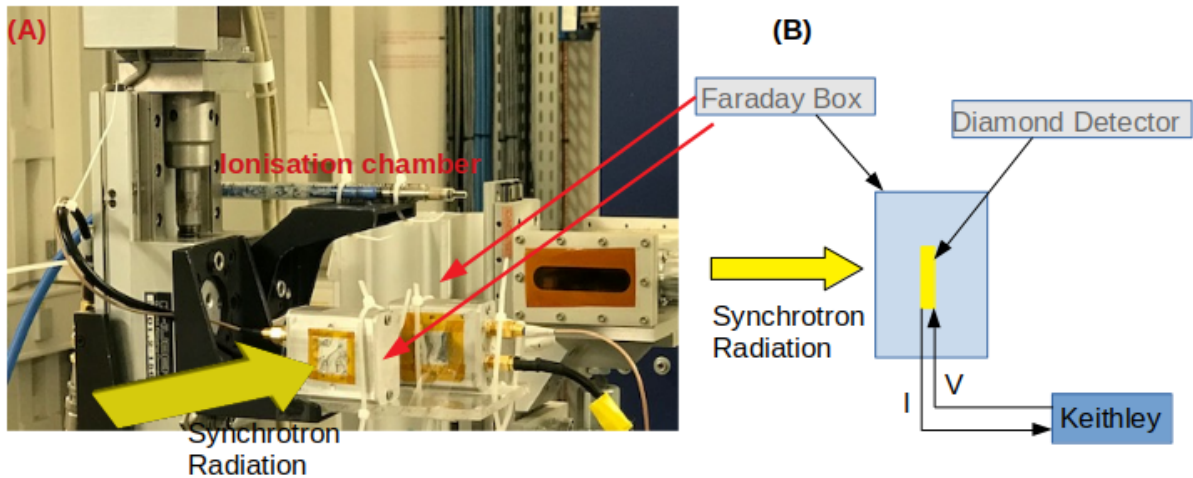 (A)
Ionisation chamber
Synchrotron
Radiation
(B)
Faraday Box
Diamond Detector
Synchrotron
Radiation
I
V
Keithley